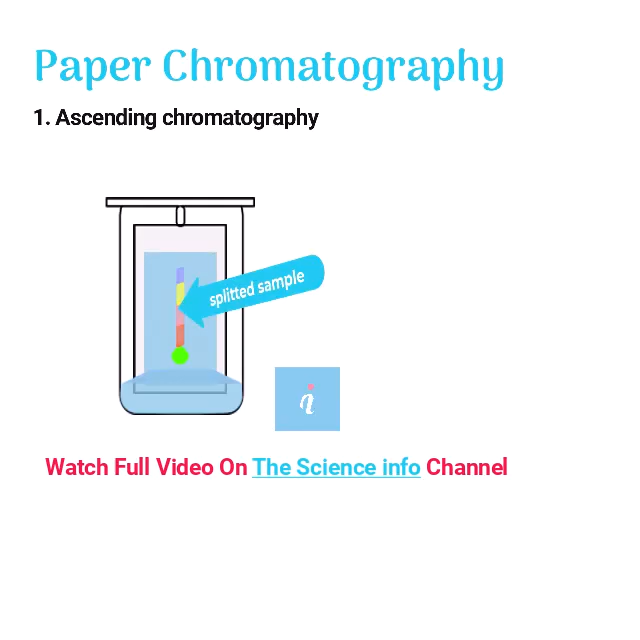 Paper Chromatography
1. Ascending chromatography
splitted sample
i
Watch Full Video On The Science info Channel